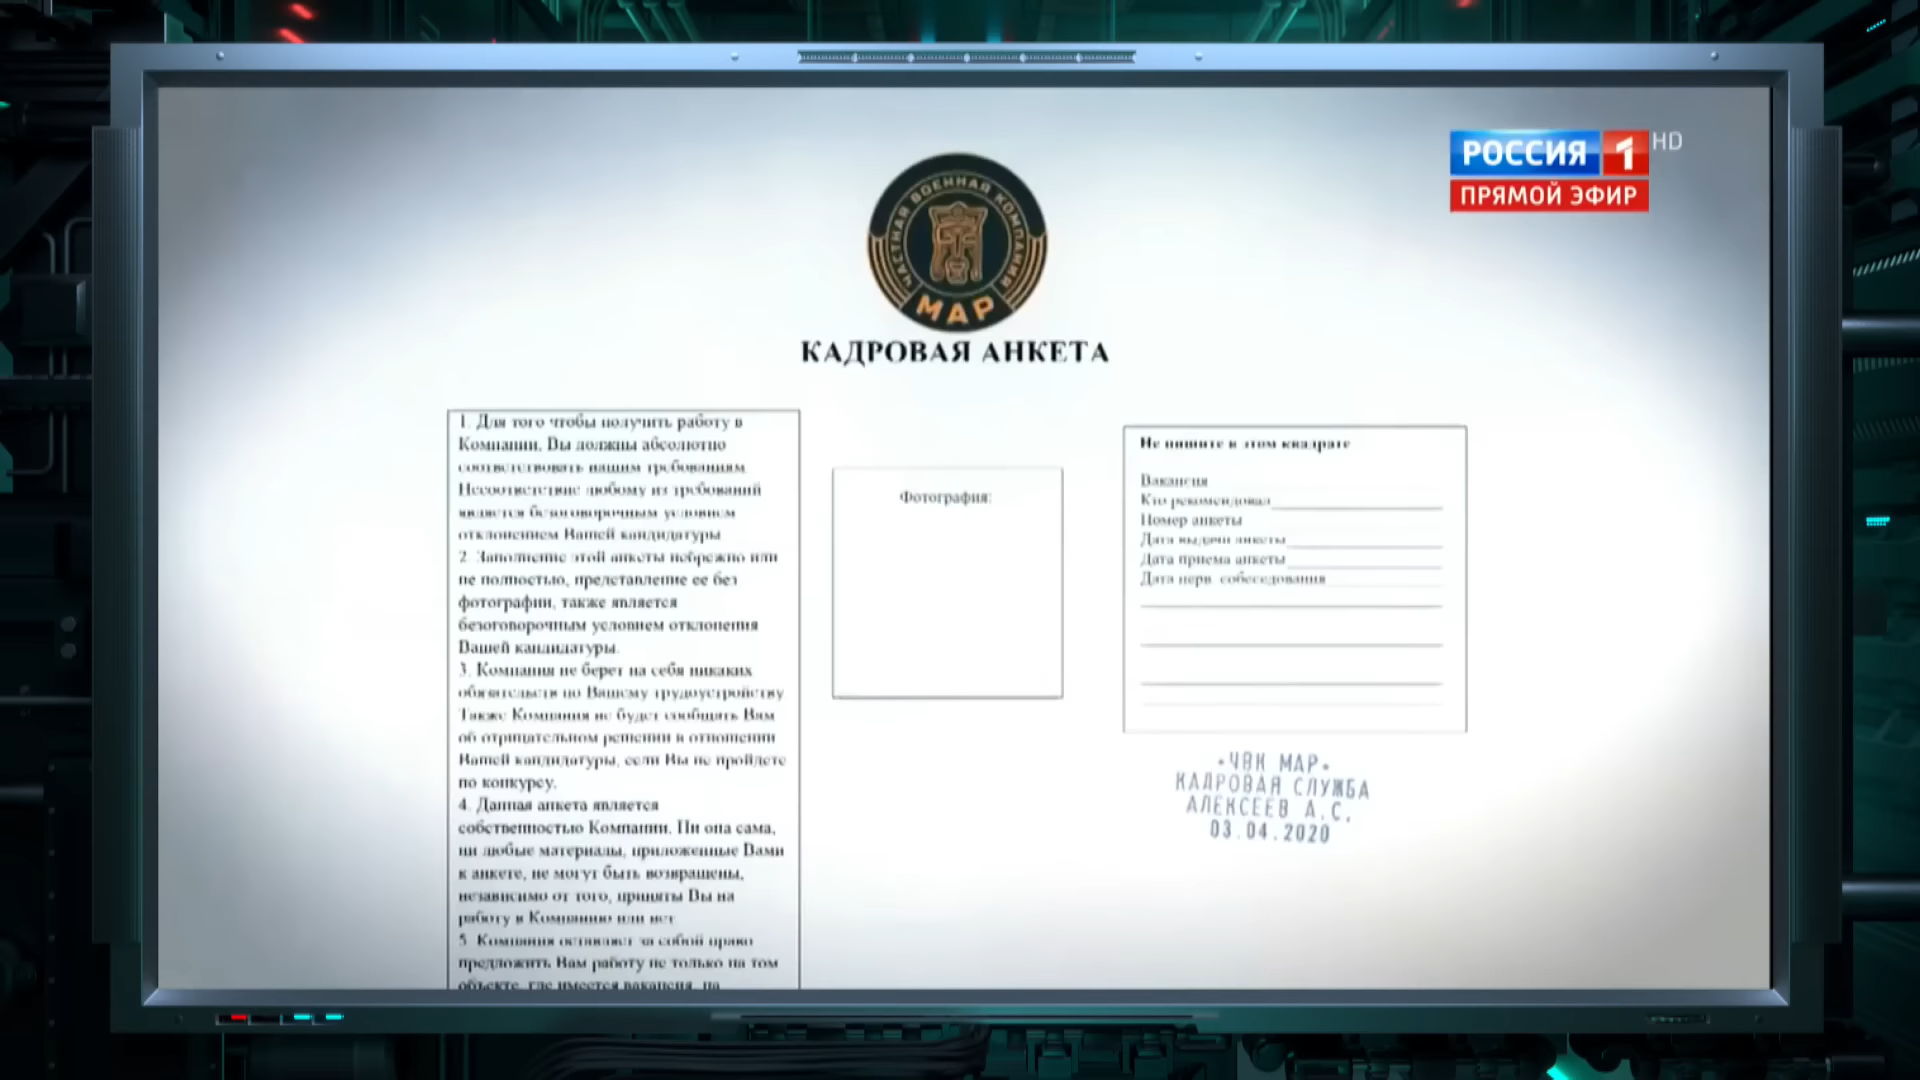 РОССИЯ 1 HD
ПРЯМОЙ ЭФИР
ЧАСТНАЯ ВОЕННАЯ КОМПАНИЯ
МАР
КАДРОВАЯ АНКЕТА
1. Для того чтобы получить работу в
Компании, Вы должны абсолютно
соответствовать нашим требованиям.
Несоответствие любому из требований
является безоговорочным условием
отклонением Вашей кандидатуры
2. Заполнение этой анкеты небрежно или
не полностью, представление ее без
фотографии, также является
безоговорочным условием отклонения
Вашей кандидатуры.
3. Компания не берет на себя никаких
обязательств по Вашему трудоустройству
Также Компания не будет сообщать Вам
об отрицательном решении в отношении
Вашей кандидатуры, если Вы не пройдете
по конкурсу.
4. Данная анкета является
собственностью Компании. Ни она сама,
ни любые материалы, приложенные Вами
к анкете, не могут быть возвращены,
независимо от того, приняты Вы на
работу в Компанию или нет
5. Компания оставляет за собой право
предложить Вам работу не только на том
объекте, где имеется вакансия, на
Фотография:
Не пишите в этом квадрате
Вакансия
Кто рекомендовал
Номер анкеты
Дата выдачи анкеты
Дата приема анкеты
Дата перв. собеседования
•ЧВК МАР•
КАДРОВАЯ СЛУЖБА
АЛЕКСЕЕВ А.С.
03.04.2020